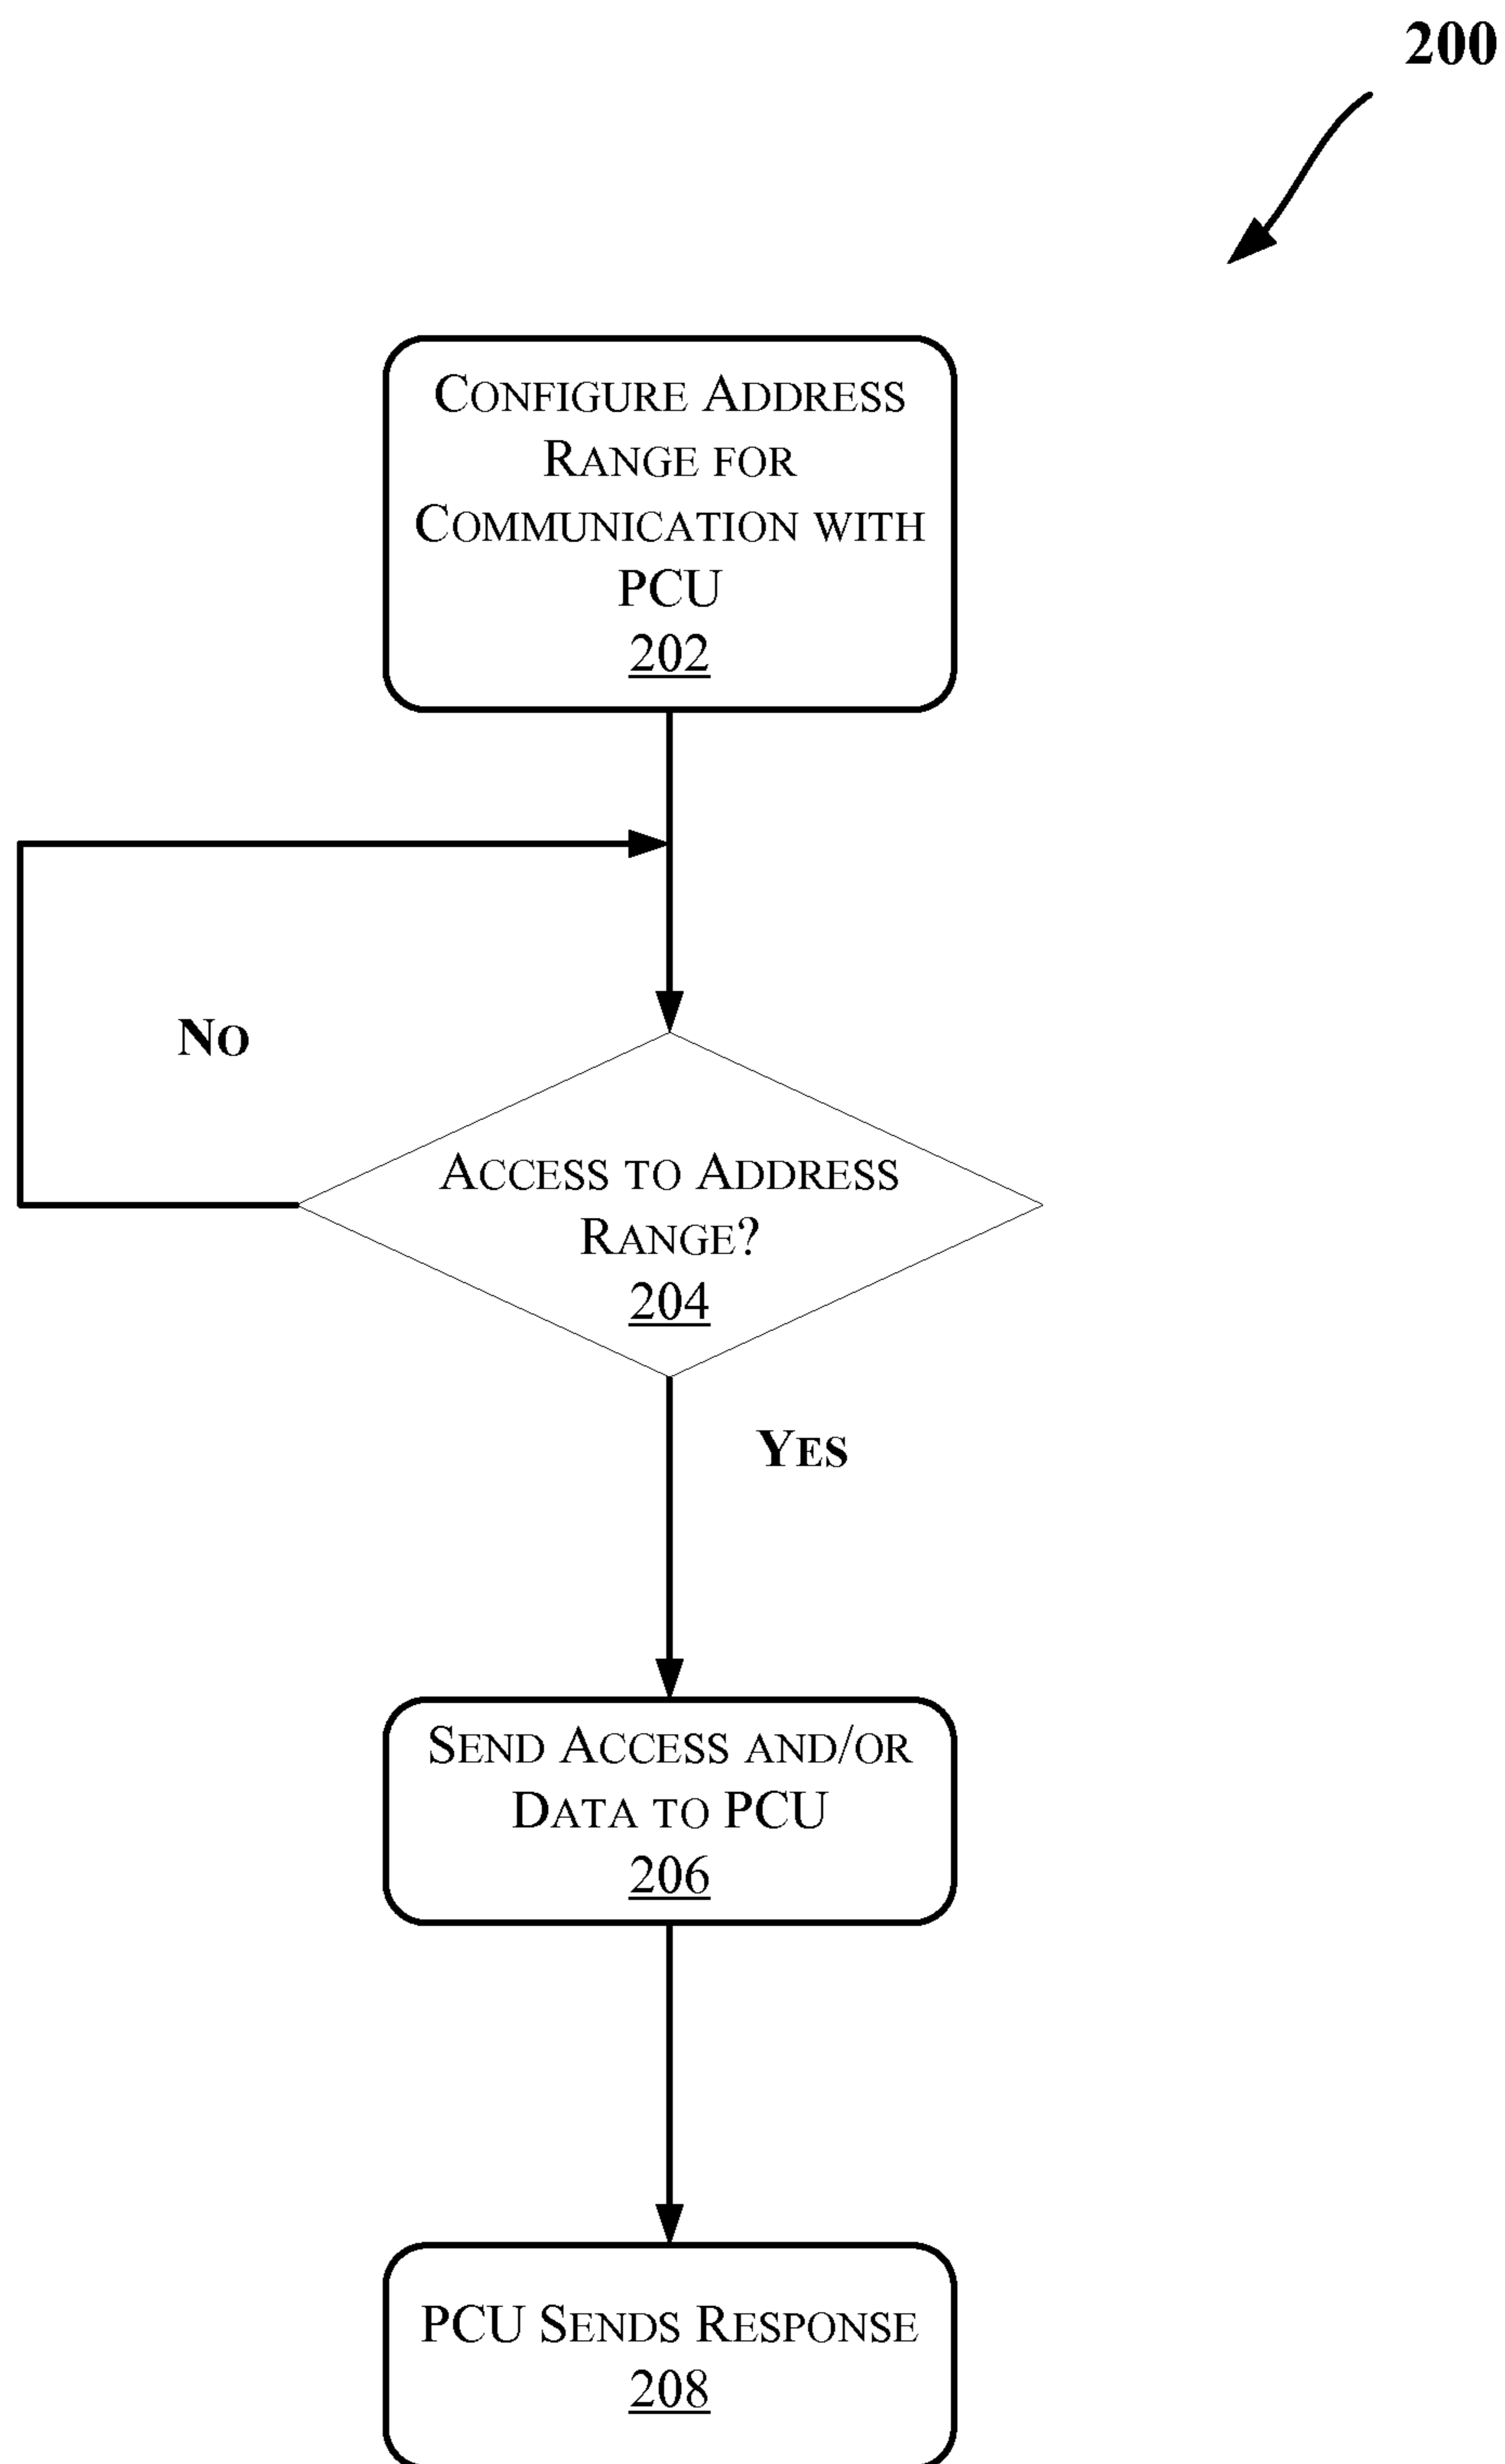 200
Configure Address
Range for
Communication with
PCU
202
No
Access to Address
Range?
204
Yes
Send Access and/or
Data to PCU
206
PCU Sends Response
208